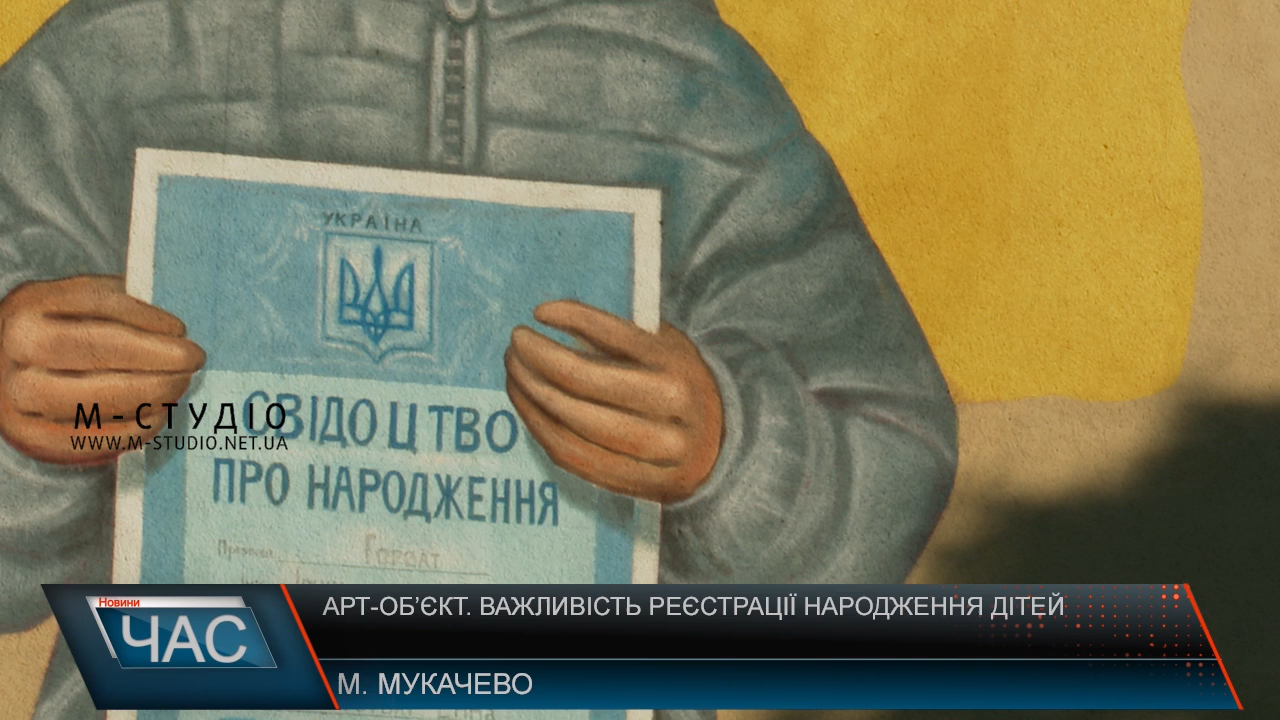 УКРАЇНА
СВІДОЦТВО
ПРО НАРОДЖЕННЯ
Прізвище
М-СТУДІО
WWW.M-STUDIO.NET.UA
Новини
ЧАС
АРТ-ОБ’ЄКТ. ВАЖЛИВІСТЬ РЕЄСТРАЦІЇ НАРОДЖЕННЯ ДІТЕЙ
М. МУКАЧЕВО